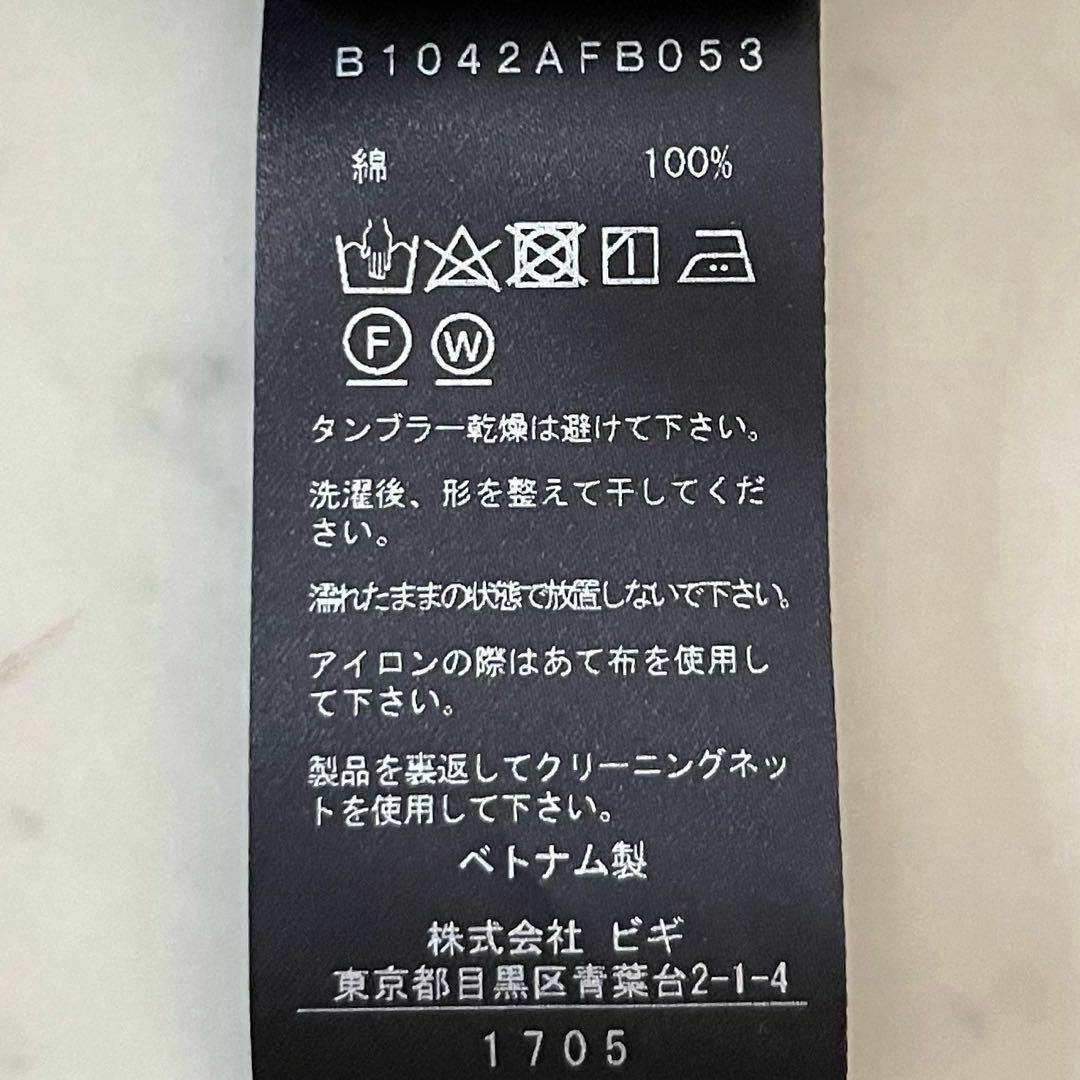 B1042AFB053
綿 100%
F W
タンブラー乾燥は避けて下さい。
洗濯後、形を整えて干してくだ
さい。
濡れたままの状態で放置しないで下さい。
アイロンの際はあて布を使用し
て下さい。
製品を裏返してクリーニングネッ
トを使用して下さい。
ベトナム製
株式会社 ビギ
東京都目黒区青葉台2-1-4
1705